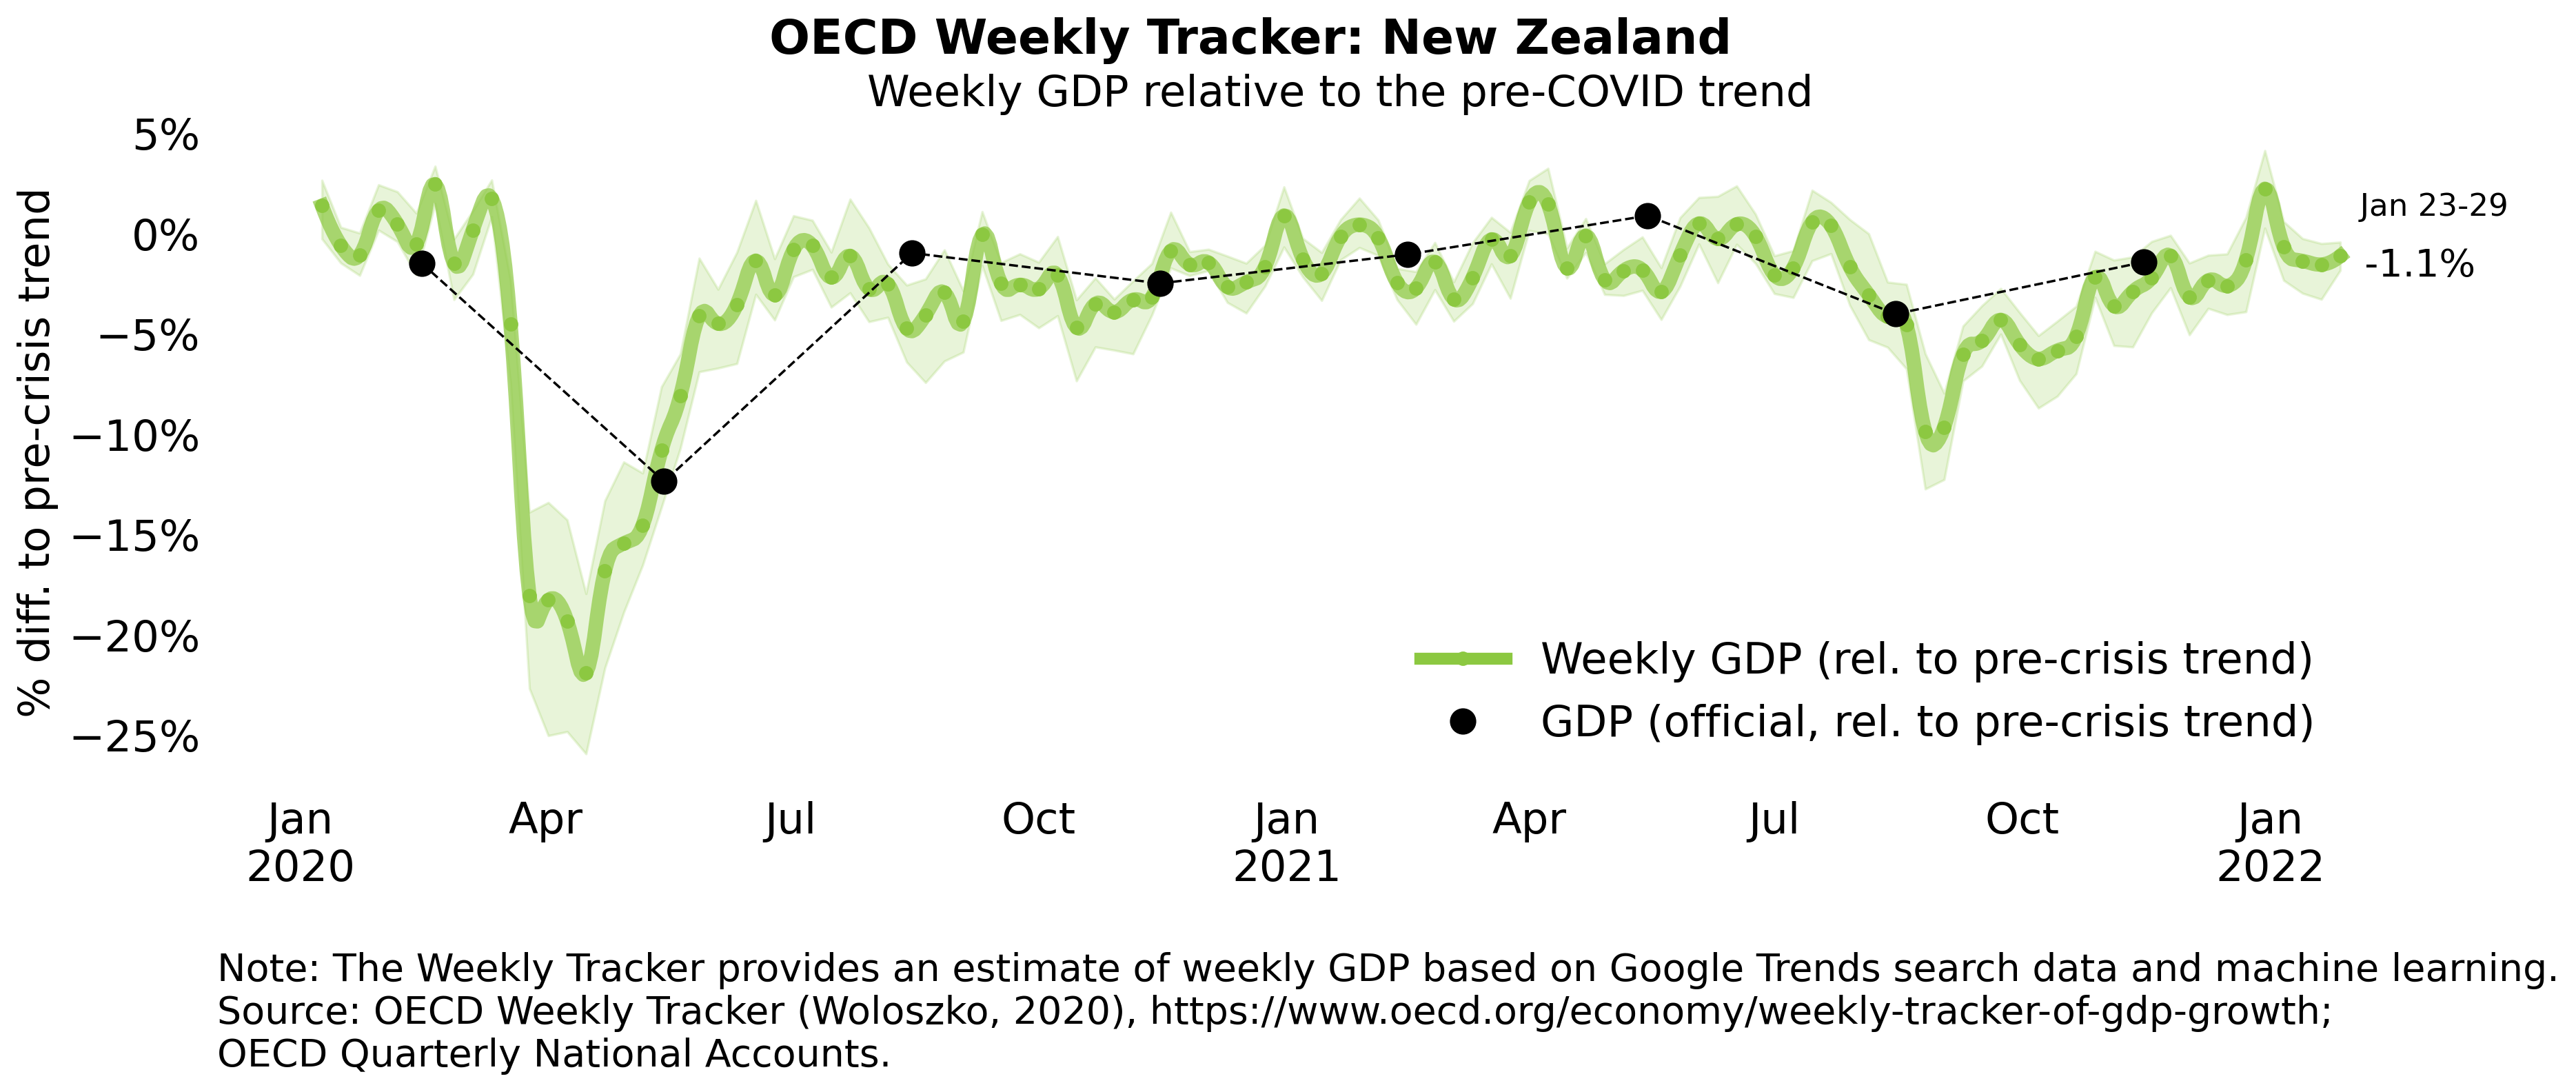 OECD Weekly Tracker: New Zealand
Weekly GDP relative to the pre-COVID trend
% diff. to pre-crisis trend
5%
0%
−5%
−10%
−15%
−20%
−25%
Jan 23-29
-1.1%
Weekly GDP (rel. to pre-crisis trend)
GDP (official, rel. to pre-crisis trend)
Jan Apr Jul Oct Jan Apr Jul Oct Jan
2020 2021 2022
Note: The Weekly Tracker provides an estimate of weekly GDP based on Google Trends search data and machine learning.
Source: OECD Weekly Tracker (Woloszko, 2020), https://www.oecd.org/economy/weekly-tracker-of-gdp-growth;
OECD Quarterly National Accounts.